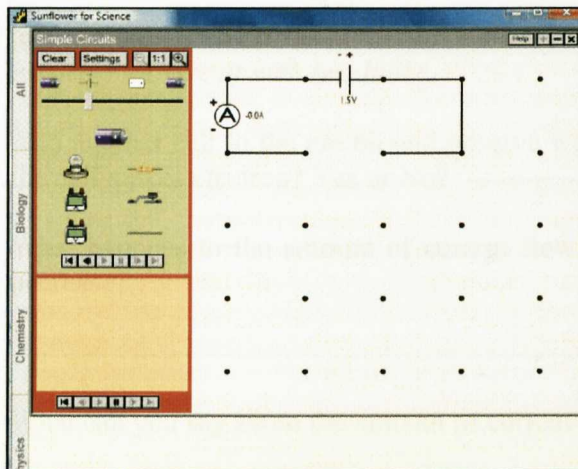 Sunflower for Science
Simple Circuits
Help
Clear
Settings
1:1
All
Biology
Chemistry
Physics
- +
1.5V
+
A
-0.0A
-